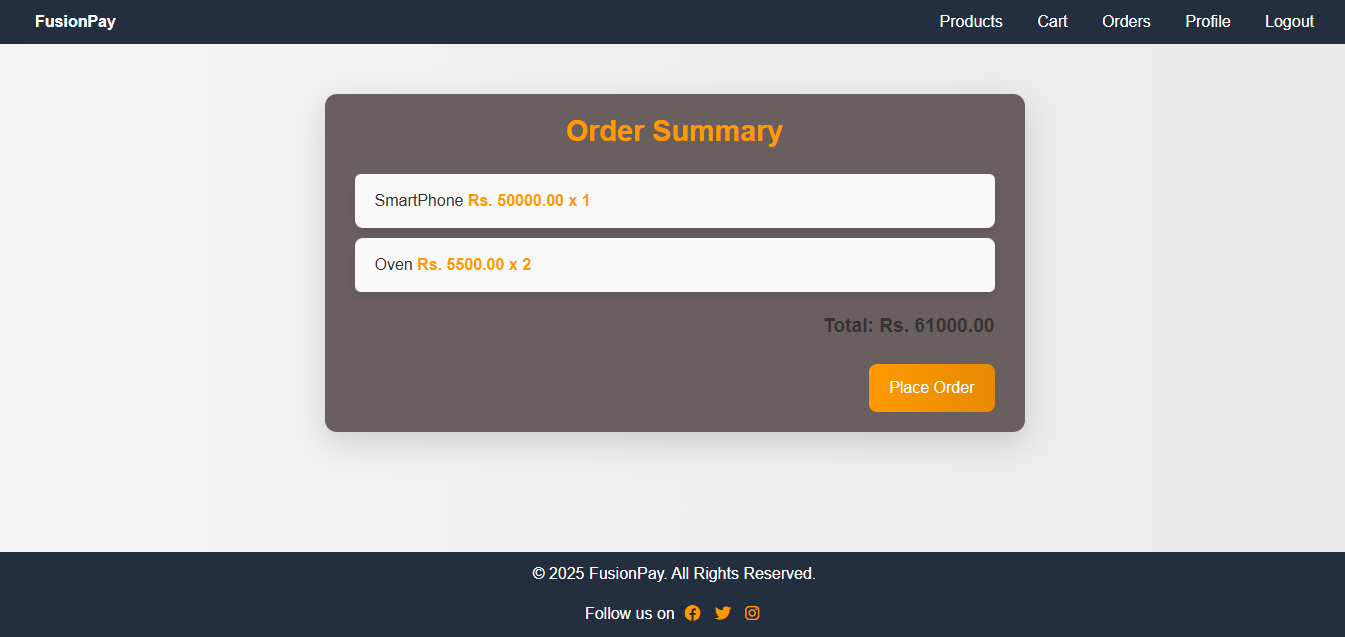 FusionPay Products Cart Orders Profile Logout
Order Summary
SmartPhone Rs. 50000.00 x 1
Oven Rs. 5500.00 x 2
Total: Rs. 61000.00
Place Order
© 2025 FusionPay. All Rights Reserved.
Follow us on